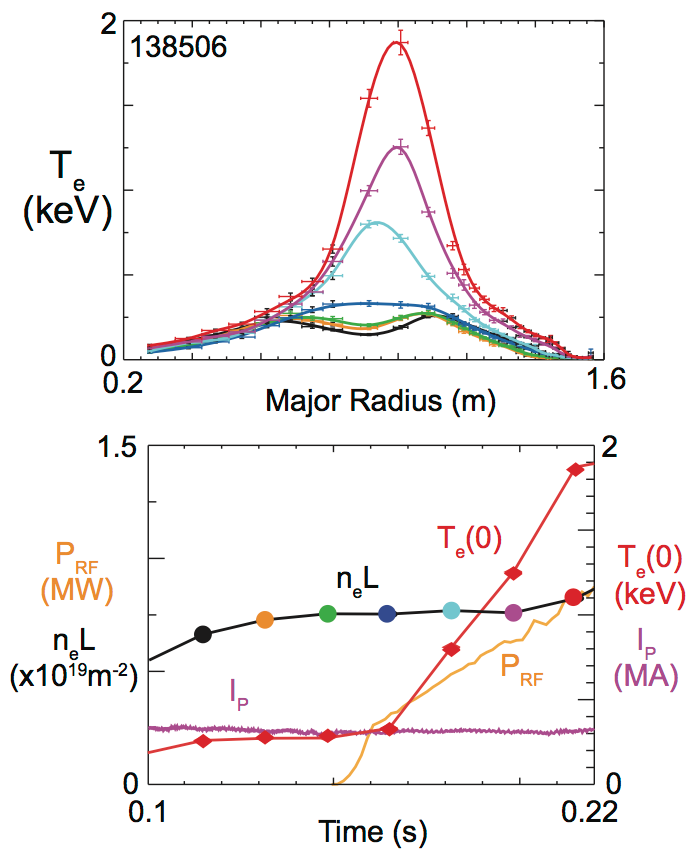 2
138506
Te
(keV)
0
0.2
1.6
Major Radius (m)
1.5
2
Te(0)
PRF
(MW)
neL
Te(0)
(keV)
neL
(x10¹⁹m⁻²)
IP
PRF
IP
(MA)
0
0
0.1
0.22
Time (s)